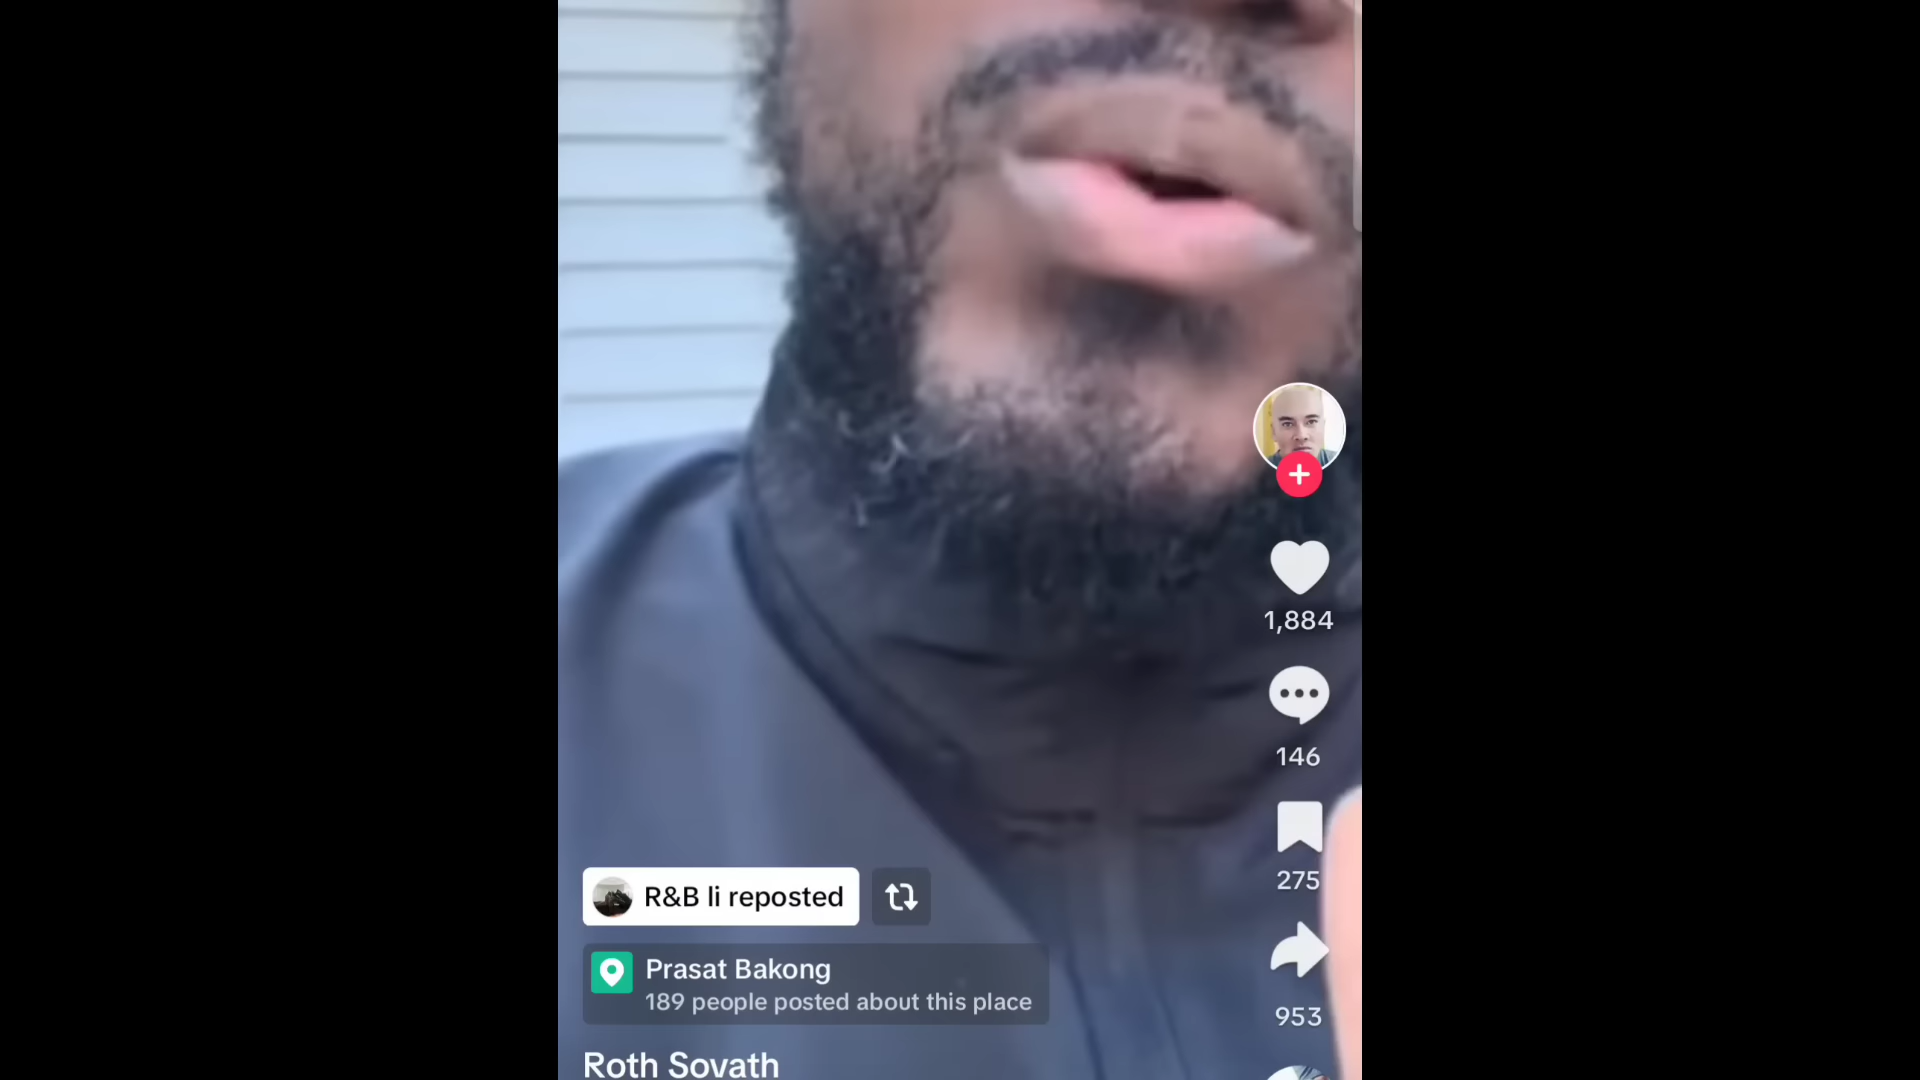 1,884
146
275
R&B li reposted
Prasat Bakong
189 people posted about this place
953
Roth Sovath